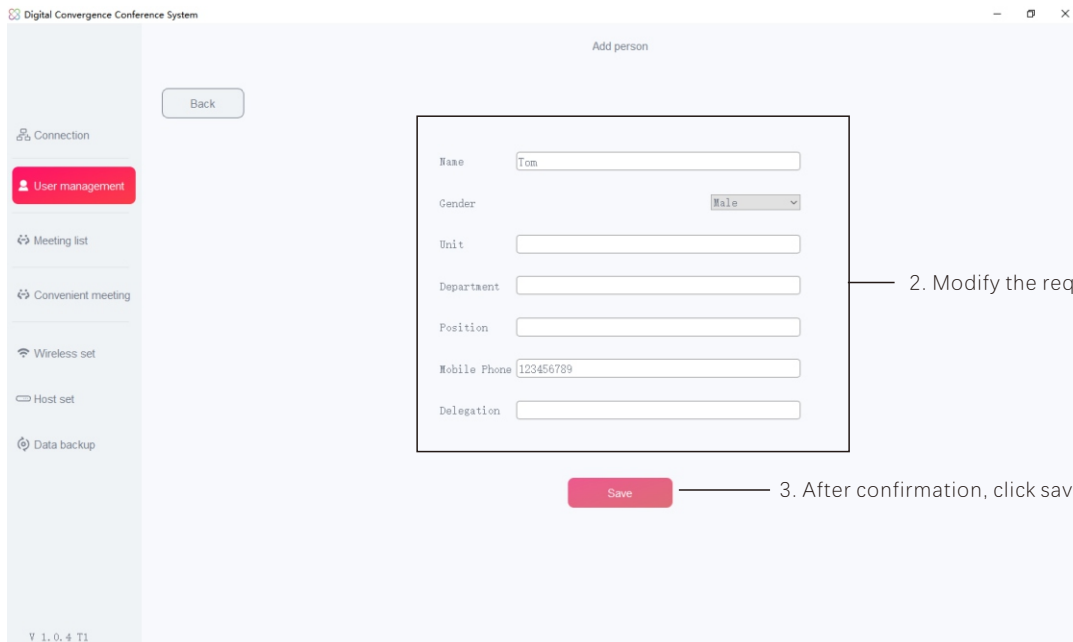 Digital Convergence Conference System
Add person
Back
Connection
User management
Meeting list
Convenient meeting
Wireless set
Host set
Data backup
Name Tom
Gender Male
Unit
Department
Position
Mobile Phone 123456789
Delegation
2. Modify the req
Save
3. After confirmation, click sav
V 1.0.4 T1